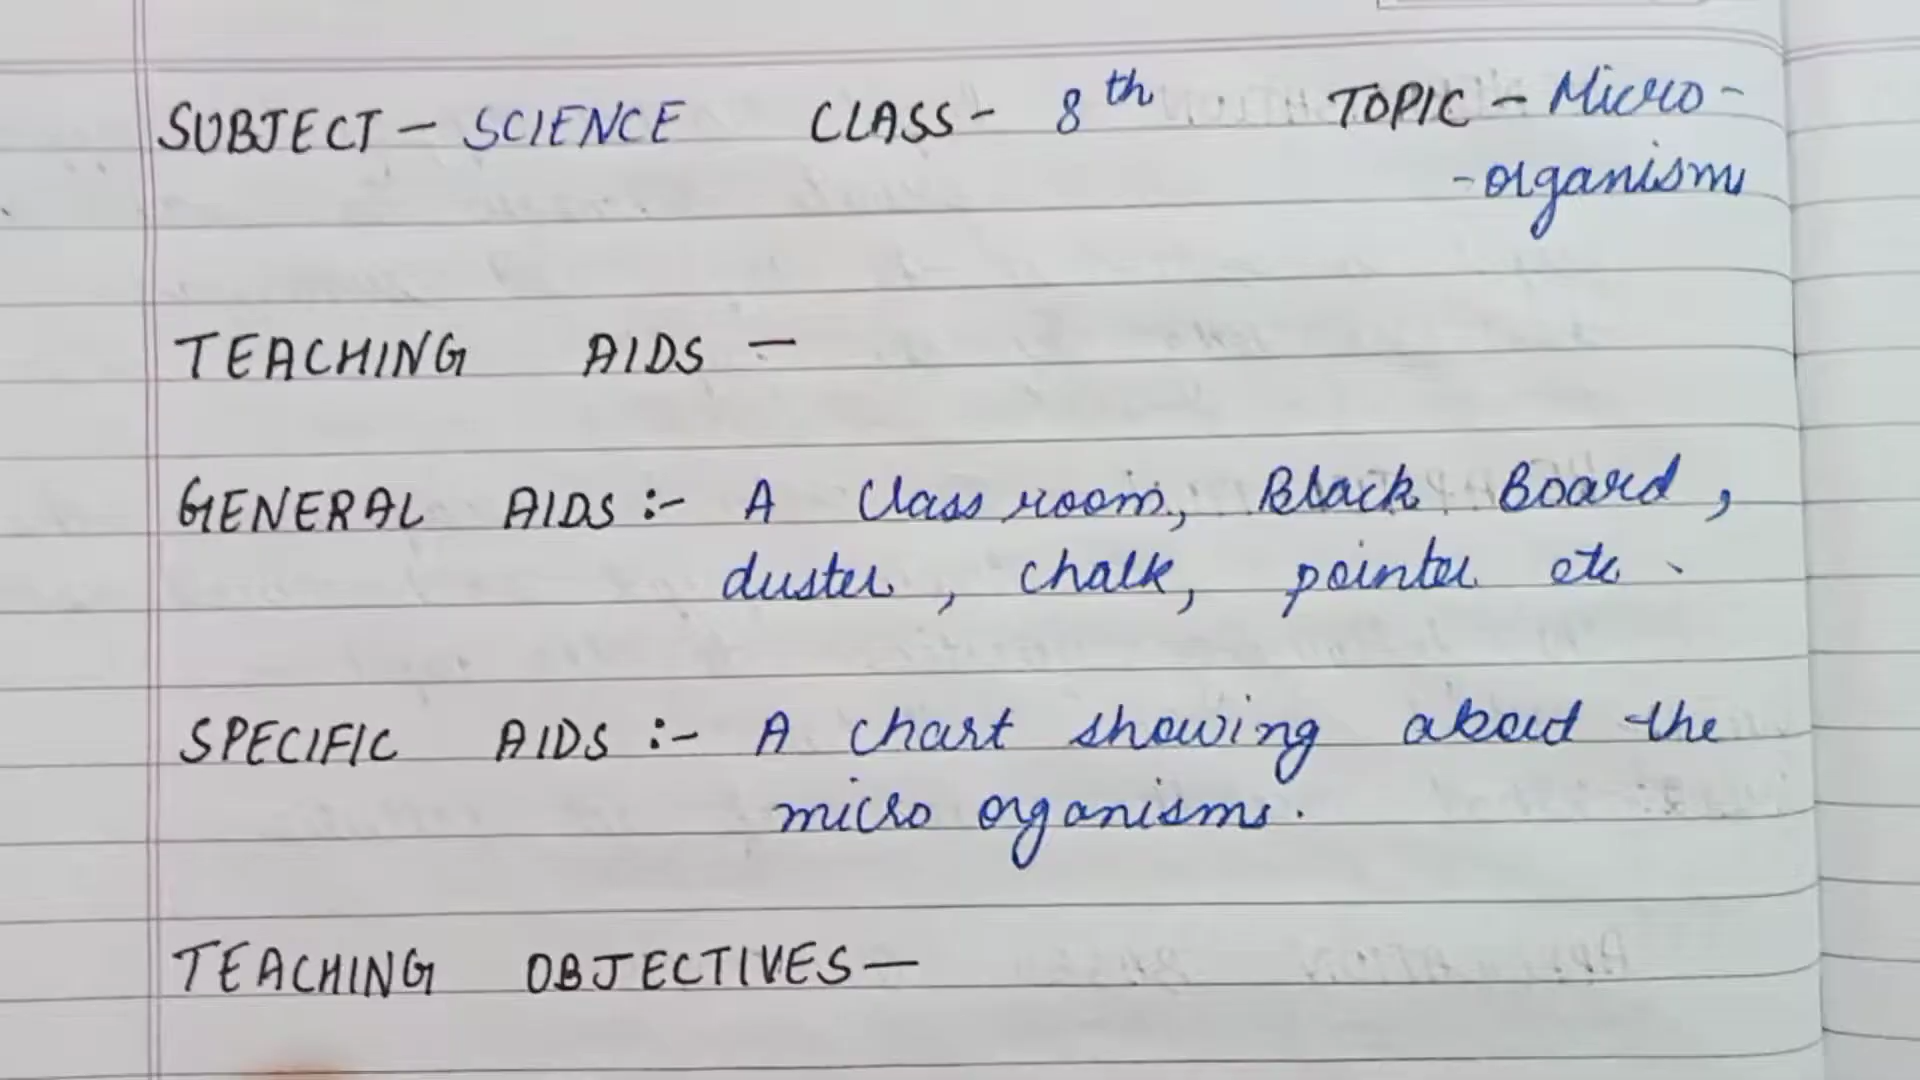 SUBJECT - SCIENCE CLASS - 8th TOPIC - Micro-
-organisms
TEACHING AIDS -
GENERAL AIDS :- A Class room, Black Board,
duster, chalk, pointer etc.
SPECIFIC AIDS :- A chart showing about the
micro organisms.
TEACHING OBJECTIVES -